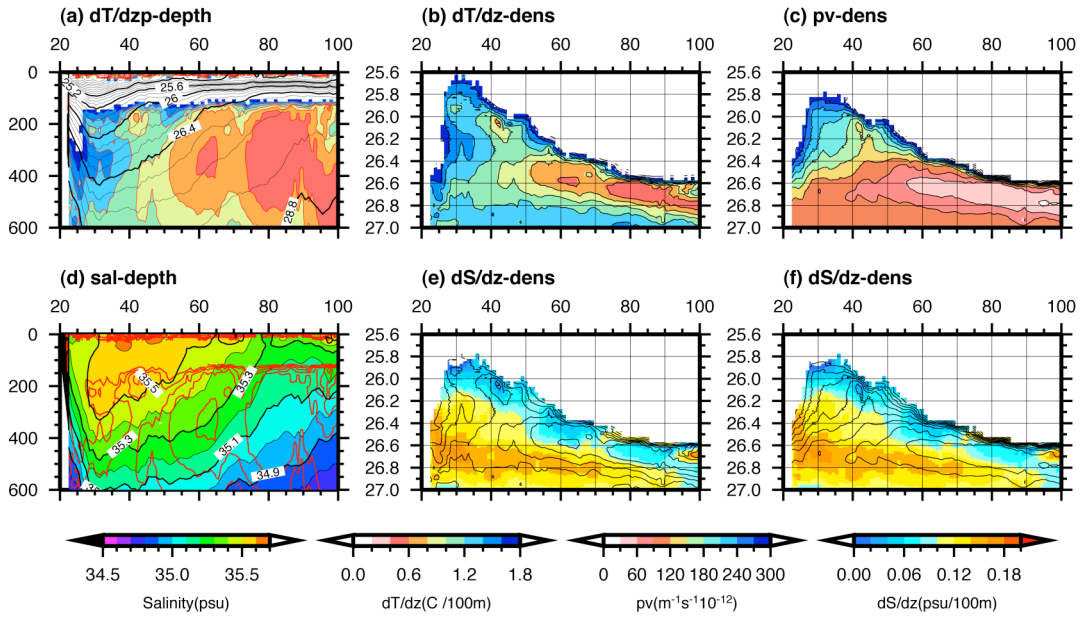 (a) dT/dzp-depth
(b) dT/dz-dens
(c) pv-dens
20 40 60 80 100
20 40 60 80 100
20 40 60 80 100
0
200
400
600
25.2
25.6
26
26.4
28.8
25.6
25.8
26.0
26.2
26.4
26.6
26.8
27.0
25.6
25.8
26.0
26.2
26.4
26.6
26.8
27.0
(d) sal-depth
(e) dS/dz-dens
(f) dS/dz-dens
20 40 60 80 100
20 40 60 80 100
20 40 60 80 100
0
200
400
600
35.5
35.3
35.3
35.1
34.9
25.6
25.8
26.0
26.2
26.4
26.6
26.8
27.0
25.6
25.8
26.0
26.2
26.4
26.6
26.8
27.0
34.5 35.0 35.5
0.0 0.6 1.2 1.8
0 60 120 180 240 300
0.00 0.06 0.12 0.18
Salinity(psu)
dT/dz(C /100m)
pv(m⁻¹s⁻¹10⁻¹²)
dS/dz(psu/100m)